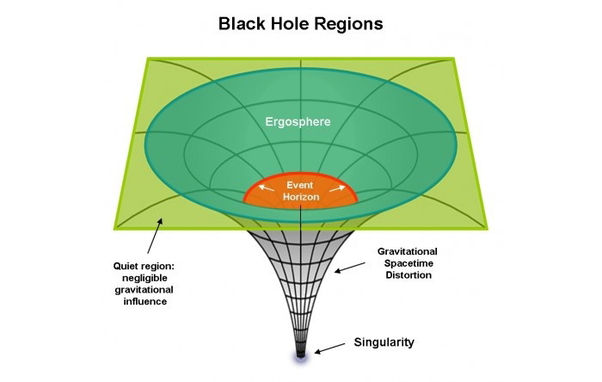 Black Hole Regions
Ergosphere
Event
Horizon
Quiet region:
negligible
gravitational
influence
Gravitational
Spacetime
Distortion
Singularity